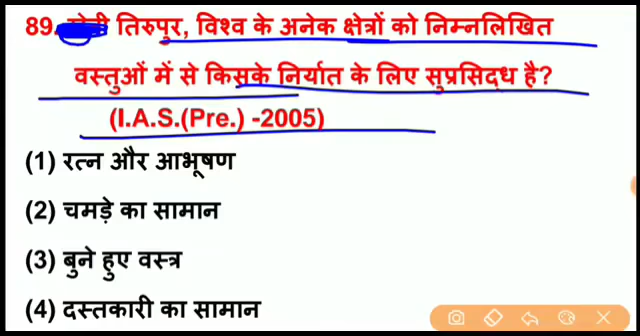 89. तिरुपुर, विश्व के अनेक क्षेत्रों को निम्नलिखित
वस्तुओं में से किसके निर्यात के लिए सुप्रसिद्ध है?
(I.A.S.(Pre.) -2005)
(1) रत्न और आभूषण
(2) चमड़े का सामान
(3) बुने हुए वस्त्र
(4) दस्तकारी का सामान